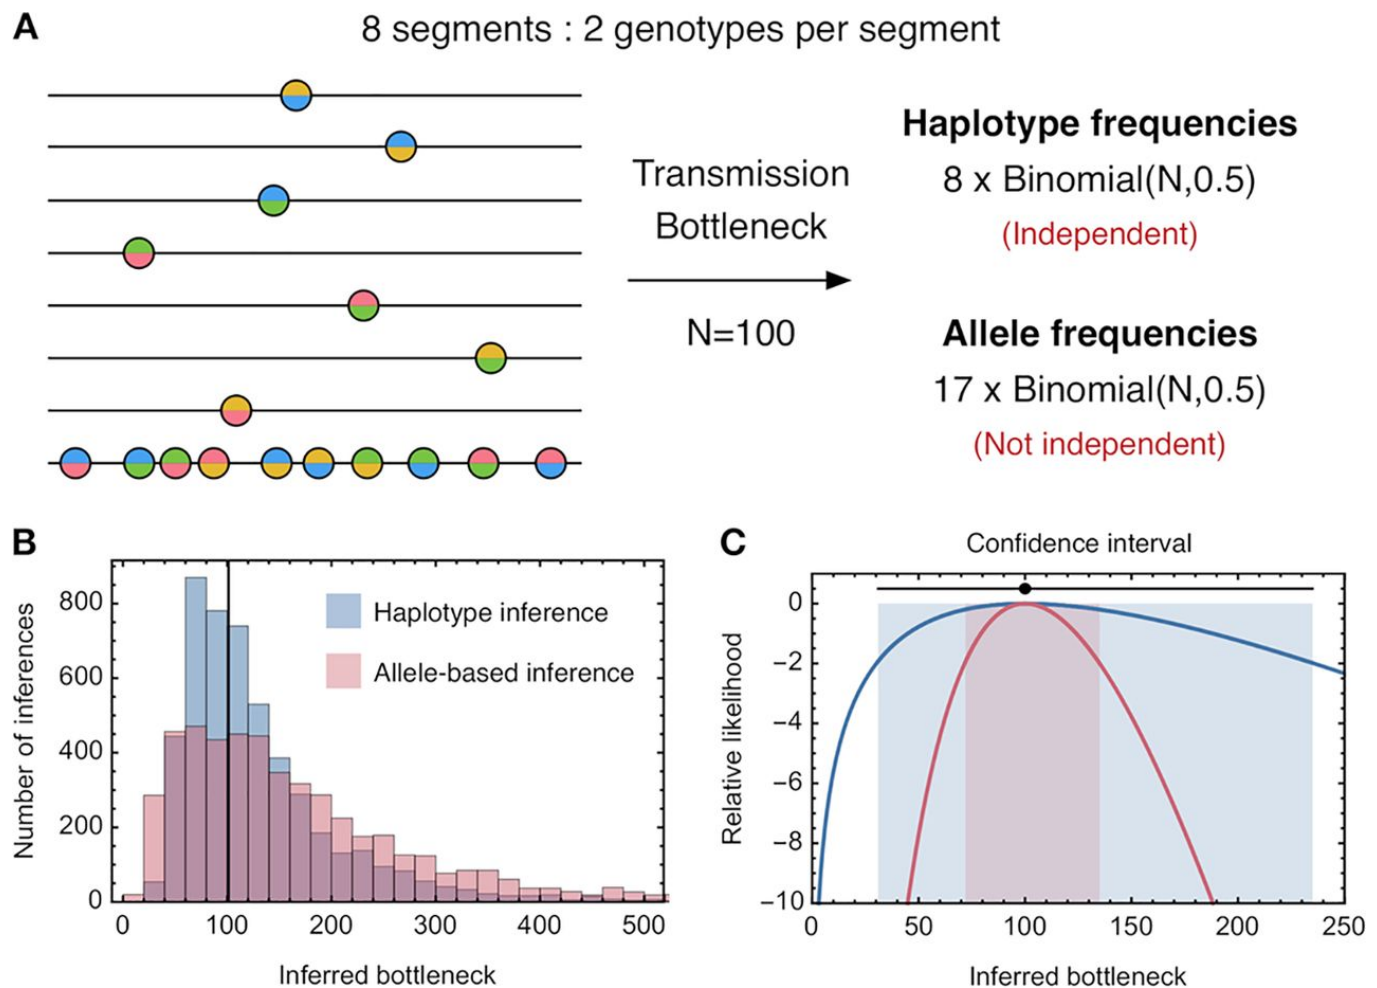 A
8 segments : 2 genotypes per segment
Transmission
Bottleneck
N=100
Haplotype frequencies
8 x Binomial(N,0.5)
(Independent)
Allele frequencies
17 x Binomial(N,0.5)
(Not independent)
B
Number of inferences
800
600
400
200
0
Haplotype inference
Allele-based inference
0 100 200 300 400 500
Inferred bottleneck
C
Confidence interval
Relative likelihood
0
−2
−4
−6
−8
−10
0 50 100 150 200 250
Inferred bottleneck